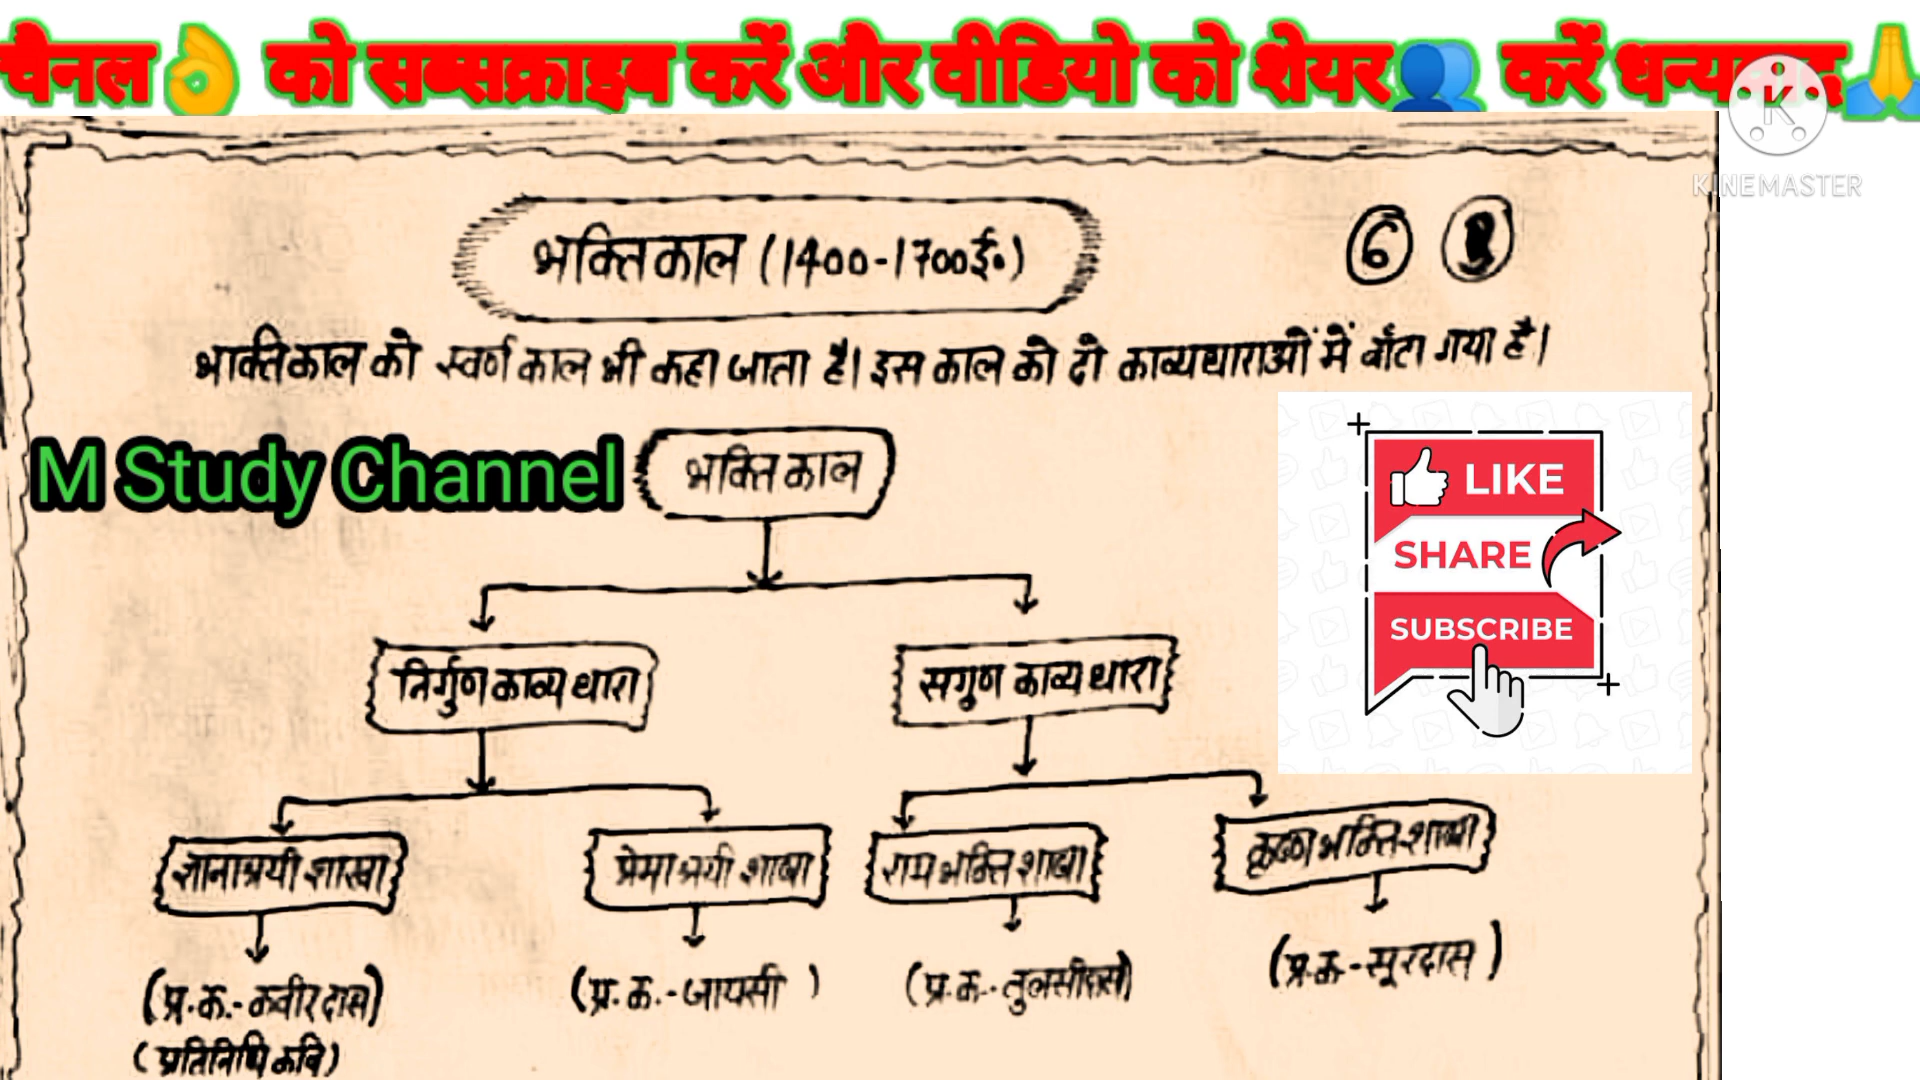 चैनल👌 को सब्सक्राइब करें और वीडियो को शेयर👥 करें धन्यवाद🙏
KINEMASTER
भक्तिकाल (1400-1700ई॰)
6
भक्तिकाल को स्वर्ण काल भी कहा जाता है। इस काल को दो काव्यधाराओं में बाँटा गया है।
M Study Channel
भक्तिकाल
LIKE
SHARE
SUBSCRIBE
निर्गुण काव्य धारा
सगुण काव्य धारा
ज्ञानाश्रयी शाखा
प्रेमाश्रयी शाखा
राम भक्ति शाखा
कृष्ण भक्ति शाखा
(प्र.क.-कबीरदास)
(प्र.क.-जायसी )
(प्र.क.-तुलसीदास)
(प्र.क.-सूरदास )
(प्रतिनिधि कवि)